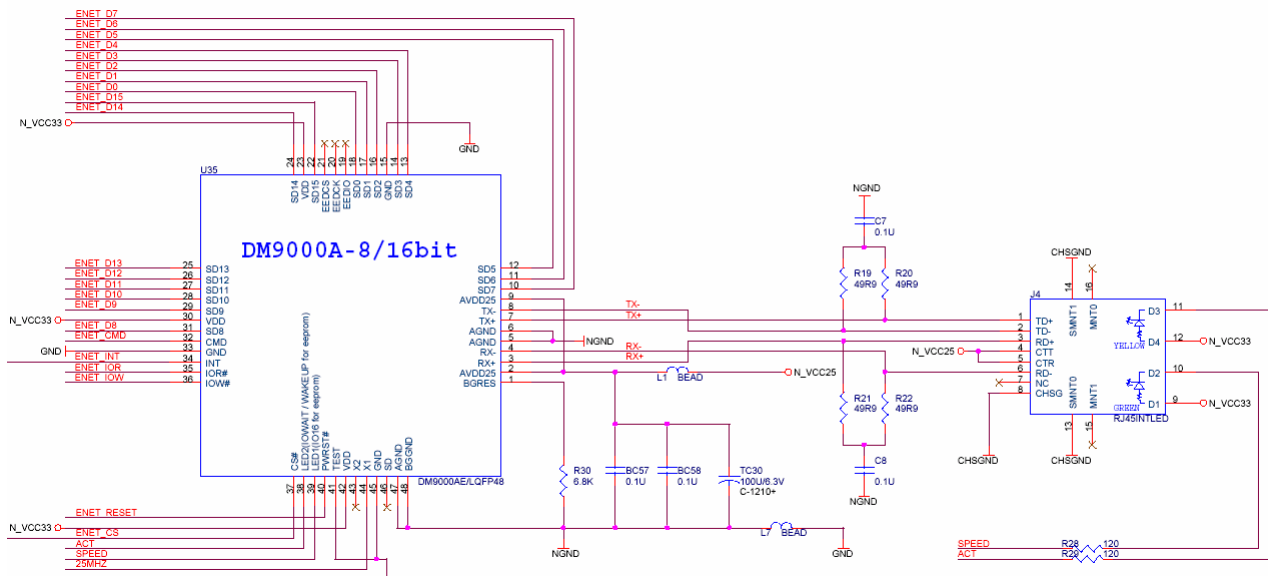 ENET_D7
ENET_D6
ENET_D5
ENET_D4
ENET_D3
ENET_D2
ENET_D1
ENET_D0
ENET_D15
ENET_D14
N_VCC33
GND
24 23 22 21 20 19 18 17 16 15 14 13
U35
SD14 VDD SD15 EEDCS EEDCK EEDIO SD0 SD1 SD2 GND SD3 SD4
DM9000A-8/16bit
ENET_D13 25 SD13
ENET_D12 26 SD12
ENET_D11 27 SD11
ENET_D10 28 SD10
ENET_D9 29 SD9
N_VCC33 30 VDD
ENET_D8 31 SD8
ENET_CMD 32 CMD
GND 33 GND
ENET_INT 34 INT
ENET_IOR 35 IOR#
ENET_IOW 36 IOW#
SD5 12
SD6 11
SD7 10
AVDD25 9
TX- 8 TX-
TX+ 7 TX+
AGND 6
AGND 5 NGND
RX- 4 RX-
RX+ 3 RX+
AVDD25 2
BGRES 1
L1 BEAD N_VCC25
CS# LED2(IOWAIT / WAKEUP for eeprom) LED1(IO16 for eeprom) PWRST# TEST VDD X2 X1 GND SD AGND BGGND
DM9000AE/LQFP48
37 38 39 40 41 42 43 44 45 46 47 48
ENET_RESET
N_VCC33
ENET_CS
ACT
SPEED
25MHZ
R30
6.8K
BC57
0.1U
BC58
0.1U
TC30
100U/6.3V
C-1210+
NGND
L7 BEAD
GND
NGND
C7
0.1U
R19
49R9
R20
49R9
R21
49R9
R22
49R9
C8
0.1U
NGND
CHSGND
14 16
J4
SMNT1 MNT0
1 TD+
2 TD-
3 RD+
N_VCC25 4 CTT
5 CTR
6 RD-
7 NC
8 CHSG
D3 11
YELLOW D4 12 N_VCC33
D2 10
GREEN D1 9 N_VCC33
SMNT0 MNT1
RJ45INTLED
13 15
CHSGND
CHSGND
SPEED R28 120
ACT R29 120